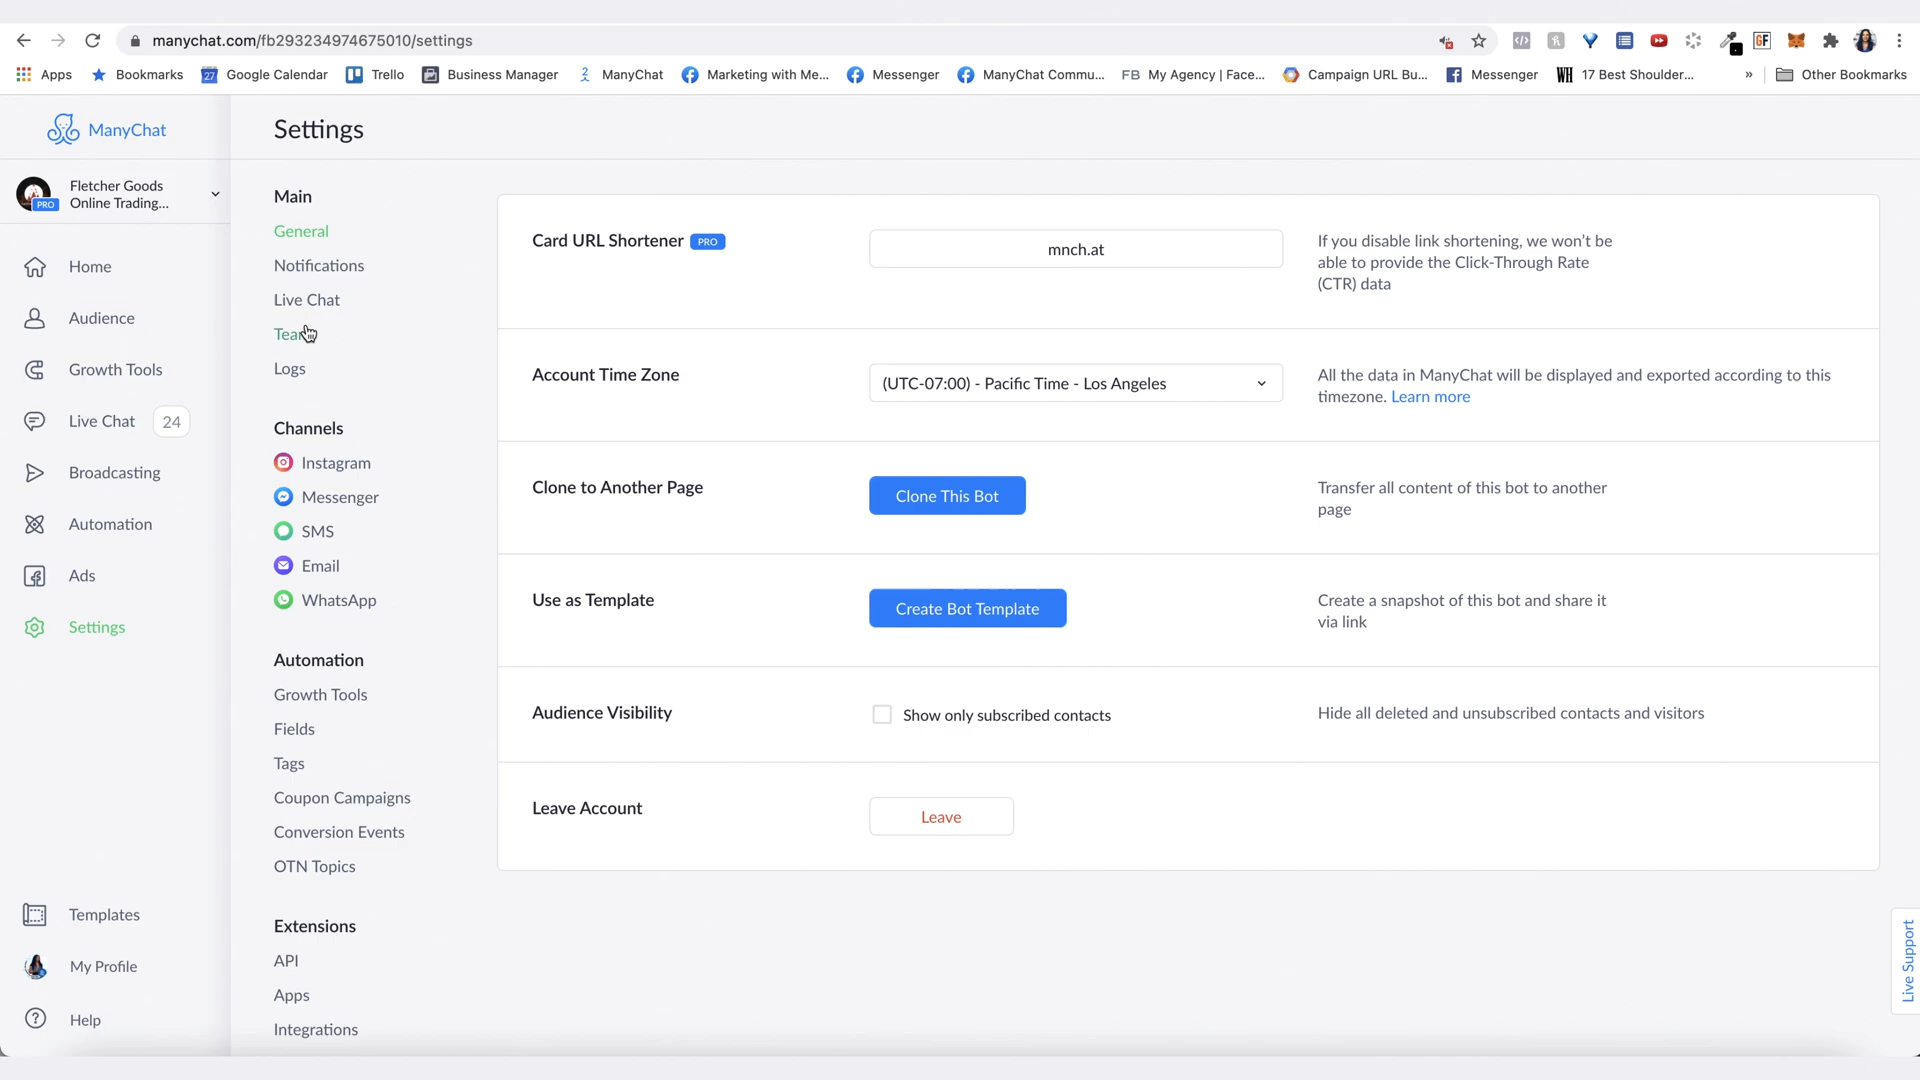 manychat.com/fb293234974675010/settings
Apps
Bookmarks
27
Google Calendar
Trello
Business Manager
ManyChat
Marketing with Me...
Messenger
ManyChat Commu...
FB
My Agency | Face...
Campaign URL Bu...
Messenger
WH
17 Best Shoulder...
»
Other Bookmarks
GF
ManyChat
Fletcher Goods
Online Trading...
PRO
Home
Audience
Growth Tools
Live Chat
24
Broadcasting
Automation
Ads
Settings
Templates
My Profile
Help
Settings
Main
General
Notifications
Live Chat
Logs
Channels
Instagram
Messenger
SMS
Email
WhatsApp
Automation
Growth Tools
Fields
Tags
Coupon Campaigns
Conversion Events
OTN Topics
Extensions
API
Apps
Integrations
Card URL Shortener PRO
mnch.at
If you disable link shortening, we won't be
able to provide the Click-Through Rate
(CTR) data
Account Time Zone
(UTC-07:00) - Pacific Time - Los Angeles
All the data in ManyChat will be displayed and exported according to this
timezone. Learn more
Clone to Another Page
Clone This Bot
Transfer all content of this bot to another
page
Use as Template
Create Bot Template
Create a snapshot of this bot and share it
via link
Audience Visibility
Show only subscribed contacts
Hide all deleted and unsubscribed contacts and visitors
Leave Account
Leave
Live Support